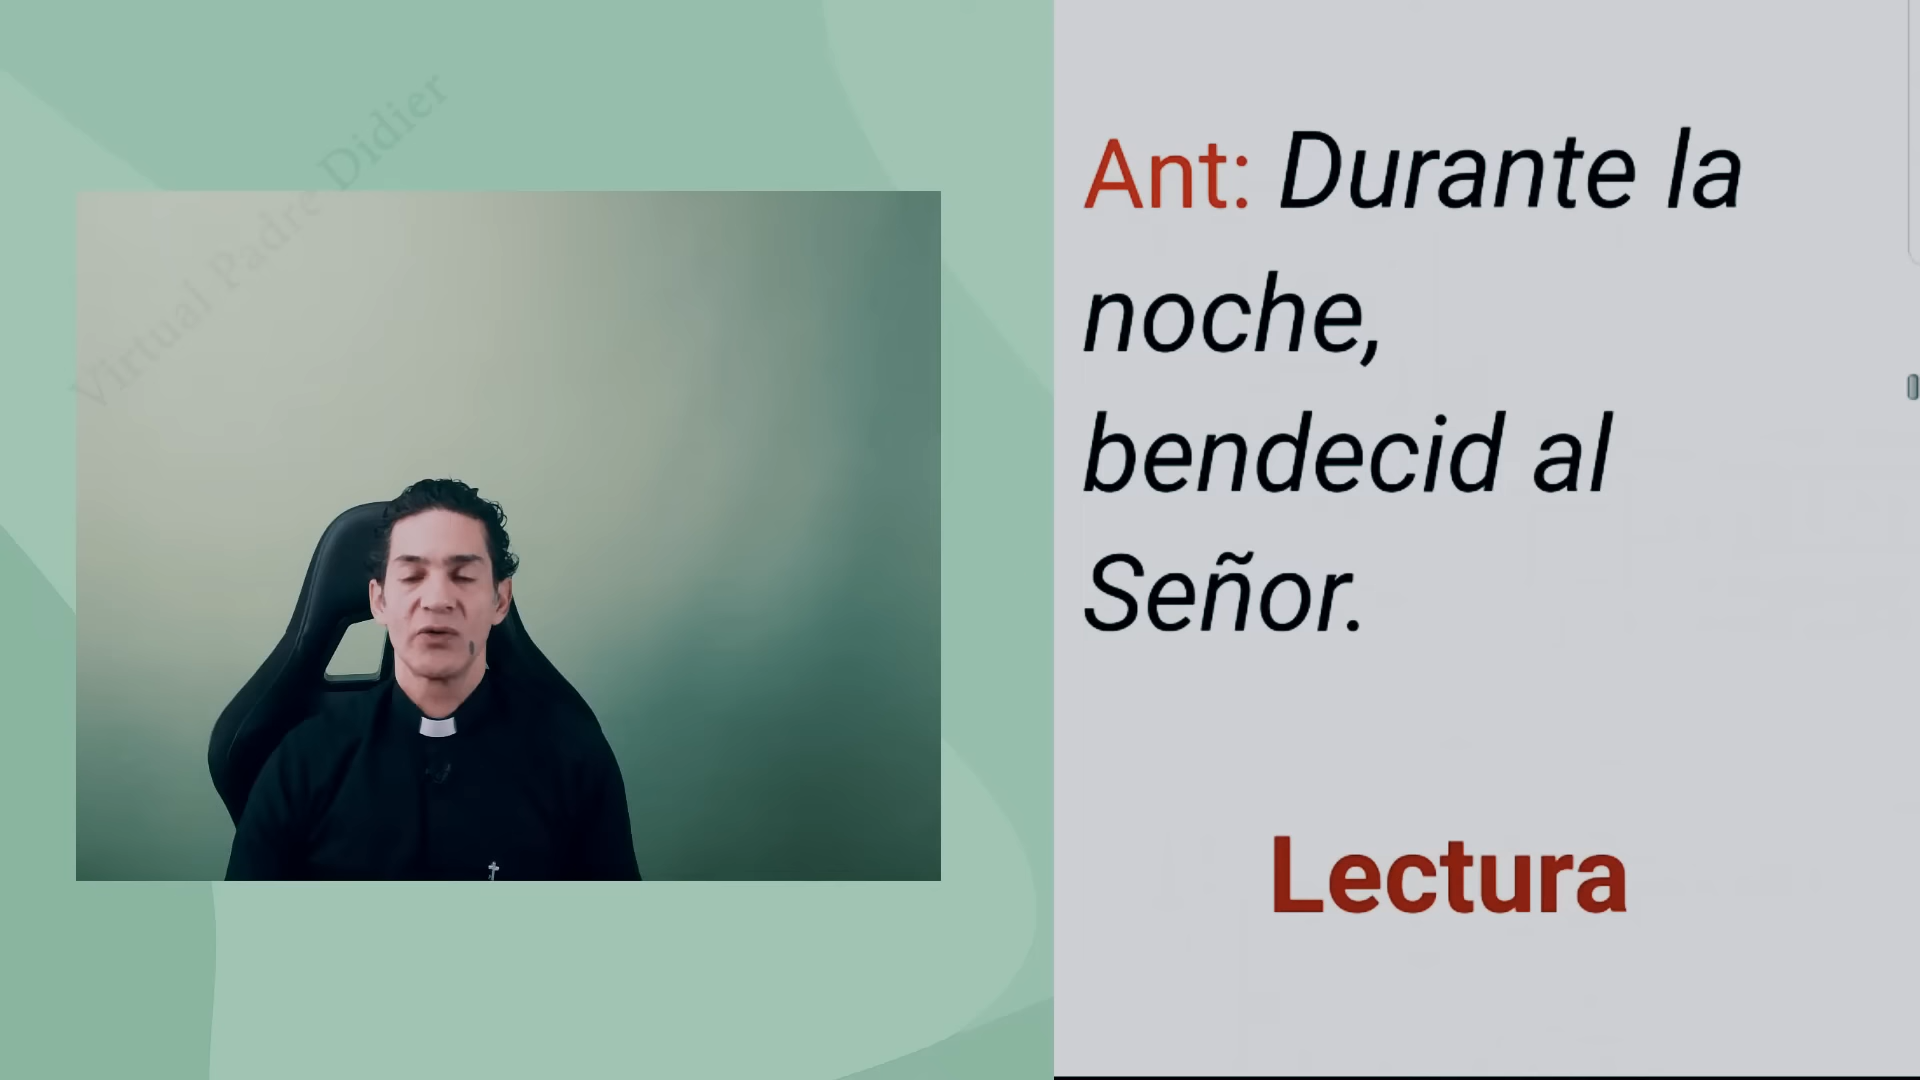 Virtual Padre Didier
Ant: Durante la
noche,
bendecid al
Señor.
Lectura